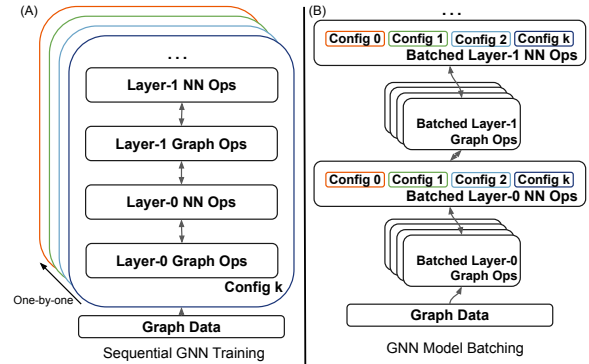 (A)
...
Layer-1 NN Ops
Layer-1 Graph Ops
Layer-0 NN Ops
Layer-0 Graph Ops
Config k
One-by-one
Graph Data
Sequential GNN Training
(B)
...
Config 0 Config 1 Config 2 Config k
Batched Layer-1 NN Ops
Batched Layer-1
Graph Ops
Config 0 Config 1 Config 2 Config k
Batched Layer-0 NN Ops
Batched Layer-0
Graph Ops
Graph Data
GNN Model Batching